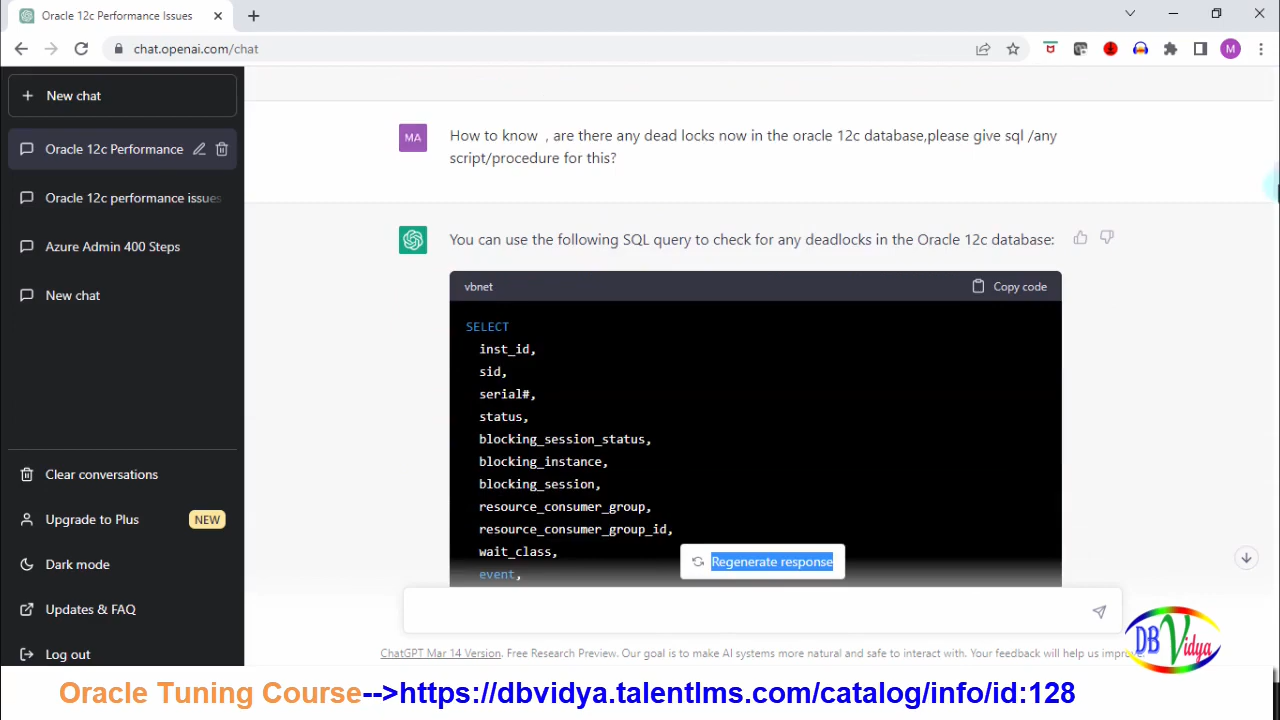 Oracle 12c Performance Issues
chat.openai.com/chat
M
New chat
Oracle 12c Performance
Oracle 12c performance issues
Azure Admin 400 Steps
New chat
Clear conversations
Upgrade to Plus NEW
Dark mode
Updates & FAQ
Log out
MA
How to know , are there any dead locks now in the oracle 12c database,please give sql /any
script/procedure for this?
You can use the following SQL query to check for any deadlocks in the Oracle 12c database:
vbnet Copy code
SELECT
inst_id,
sid,
serial#,
status,
blocking_session_status,
blocking_instance,
blocking_session,
resource_consumer_group,
resource_consumer_group_id,
wait_class,
event,
Regenerate response
ChatGPT Mar 14 Version. Free Research Preview. Our goal is to make AI systems more natural and safe to interact with. Your feedback will help us improve.
DB Vidya
Oracle Tuning Course-->https://dbvidya.talentlms.com/catalog/info/id:128